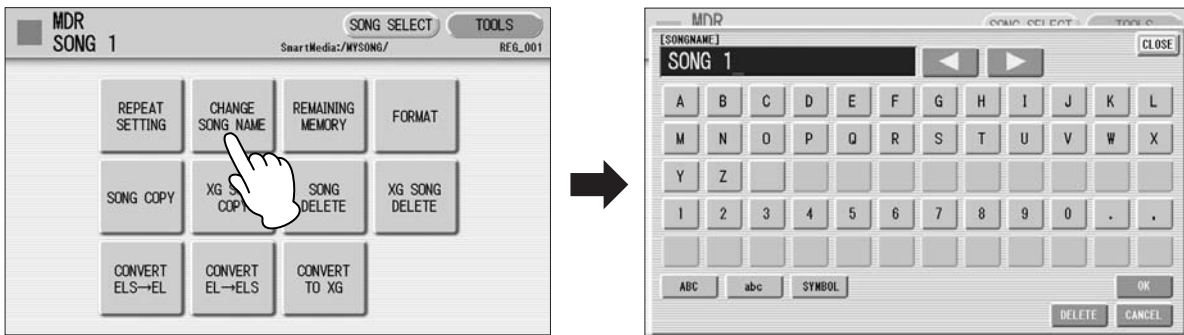 MDR
SONG 1
SONG SELECT
TOOLS
SmartMedia:/MYSONG/
REG_001
REPEAT
SETTING
CHANGE
SONG NAME
REMAINING
MEMORY
FORMAT
SONG COPY
SONG
DELETE
XG SONG
DELETE
CONVERT
ELS→EL
CONVERT
EL→ELS
CONVERT
TO XG
MDR
[SONGNAME]
SONG 1_
CLOSE
A B C D E F G H I J K L
M N O P Q R S T U V W X
Y Z
1 2 3 4 5 6 7 8 9 0 . .
ABC abc SYMBOL OK
DELETE CANCEL